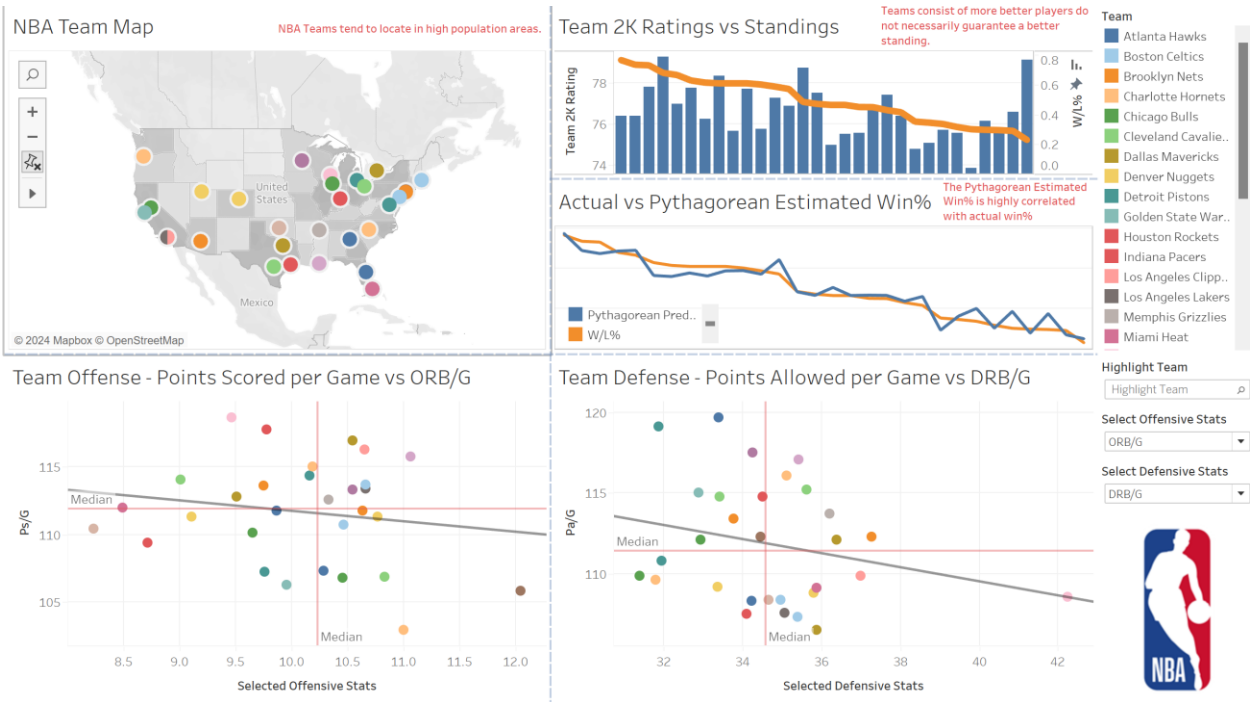 NBA Team Map
NBA Teams tend to locate in high population areas.
United
States
Mexico
© 2024 Mapbox © OpenStreetMap
Team 2K Ratings vs Standings
Teams consist of more better players do
not necessarily guarantee a better
standing.
Team 2K Rating
78
76
74
0.8
0.6
0.4
0.2
0.0
W/L%
Actual vs Pythagorean Estimated Win%
The Pythagorean Estimated
Win% is highly correlated
with actual win%
Pythagorean Pred..
W/L%
Team
Atlanta Hawks
Boston Celtics
Brooklyn Nets
Charlotte Hornets
Chicago Bulls
Cleveland Cavalie..
Dallas Mavericks
Denver Nuggets
Detroit Pistons
Golden State War..
Houston Rockets
Indiana Pacers
Los Angeles Clipp..
Los Angeles Lakers
Memphis Grizzlies
Miami Heat
Highlight Team
Highlight Team
Select Offensive Stats
ORB/G
Select Defensive Stats
DRB/G
NBA
Team Offense - Points Scored per Game vs ORB/G
Ps/G
115
110
105
Median
Median
8.5 9.0 9.5 10.0 10.5 11.0 11.5 12.0
Selected Offensive Stats
Team Defense - Points Allowed per Game vs DRB/G
Pa/G
120
115
110
Median
Median
32 34 36 38 40 42
Selected Defensive Stats